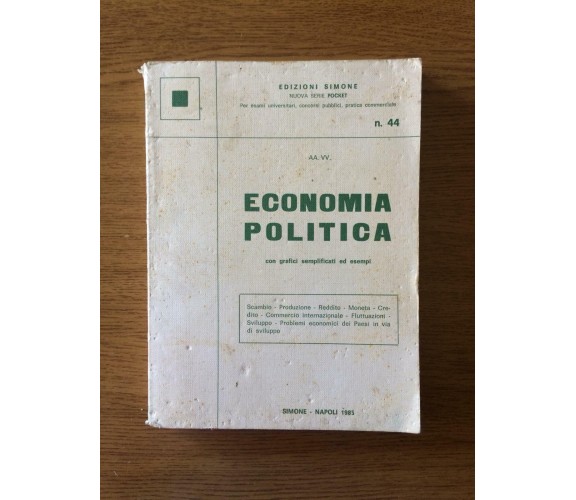 EDIZIONI SIMONE
NUOVA SERIE POCKET
Per esami universitari, concorsi pubblici, pratica commerciale
n. 44
AA. VV.
ECONOMIA
POLITICA
con grafici semplificati ed esempi
Scambio - Produzione - Reddito - Moneta - Cre-
dito - Commercio Internazionale - Fluttuazioni -
Sviluppo - Problemi economici dei Paesi in via
di sviluppo
SIMONE - NAPOLI 1985